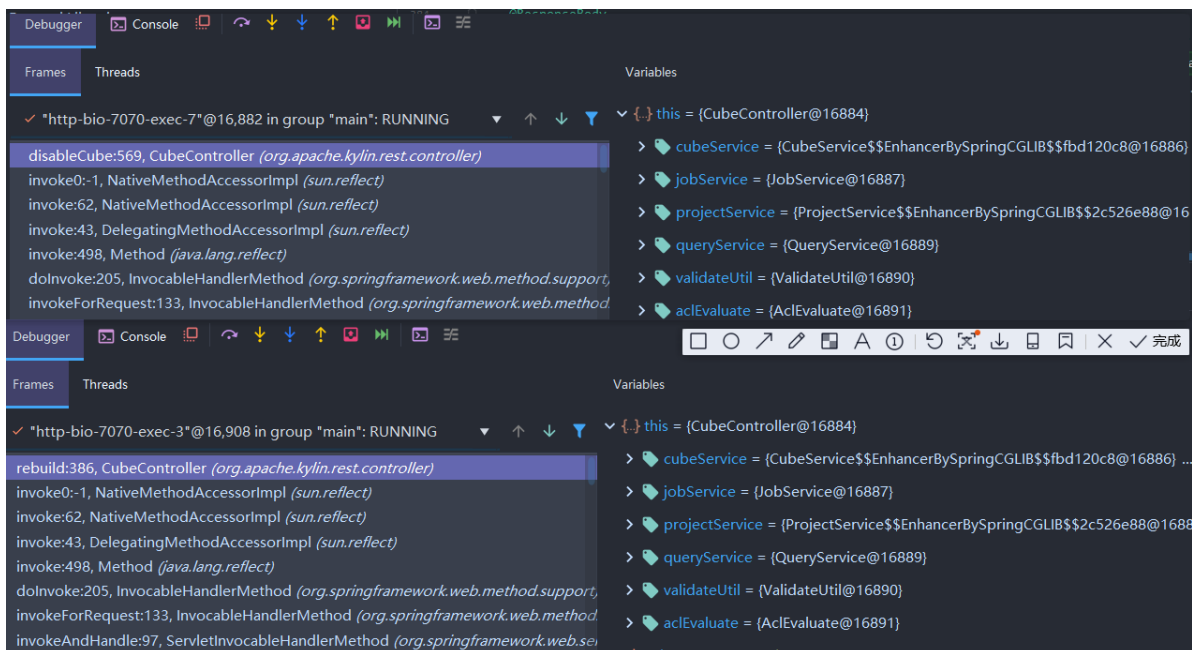 @ResponseBody
Debugger Console
Frames Threads Variables
"http-bio-7070-exec-7"@16,882 in group "main": RUNNING
disableCube:569, CubeController (org.apache.kylin.rest.controller)
invoke0:-1, NativeMethodAccessorImpl (sun.reflect)
invoke:62, NativeMethodAccessorImpl (sun.reflect)
invoke:43, DelegatingMethodAccessorImpl (sun.reflect)
invoke:498, Method (java.lang.reflect)
doInvoke:205, InvocableHandlerMethod (org.springframework.web.method.support)
invokeForRequest:133, InvocableHandlerMethod (org.springframework.web.method.
{..} this = {CubeController@16884}
cubeService = {CubeService$$EnhancerBySpringCGLIB$$fbd120c8@16886}
jobService = {JobService@16887}
projectService = {ProjectService$$EnhancerBySpringCGLIB$$2c526e88@16
queryService = {QueryService@16889}
validateUtil = {ValidateUtil@16890}
aclEvaluate = {AclEvaluate@16891}
Debugger Console
A 1 文 完成
Frames Threads Variables
"http-bio-7070-exec-3"@16,908 in group "main": RUNNING
rebuild:386, CubeController (org.apache.kylin.rest.controller)
invoke0:-1, NativeMethodAccessorImpl (sun.reflect)
invoke:62, NativeMethodAccessorImpl (sun.reflect)
invoke:43, DelegatingMethodAccessorImpl (sun.reflect)
invoke:498, Method (java.lang.reflect)
doInvoke:205, InvocableHandlerMethod (org.springframework.web.method.support)
invokeForRequest:133, InvocableHandlerMethod (org.springframework.web.method.
invokeAndHandle:97, ServletInvocableHandlerMethod (org.springframework.web.ser
{..} this = {CubeController@16884}
cubeService = {CubeService$$EnhancerBySpringCGLIB$$fbd120c8@16886} ...
jobService = {JobService@16887}
projectService = {ProjectService$$EnhancerBySpringCGLIB$$2c526e88@1688
queryService = {QueryService@16889}
validateUtil = {ValidateUtil@16890}
aclEvaluate = {AclEvaluate@16891}